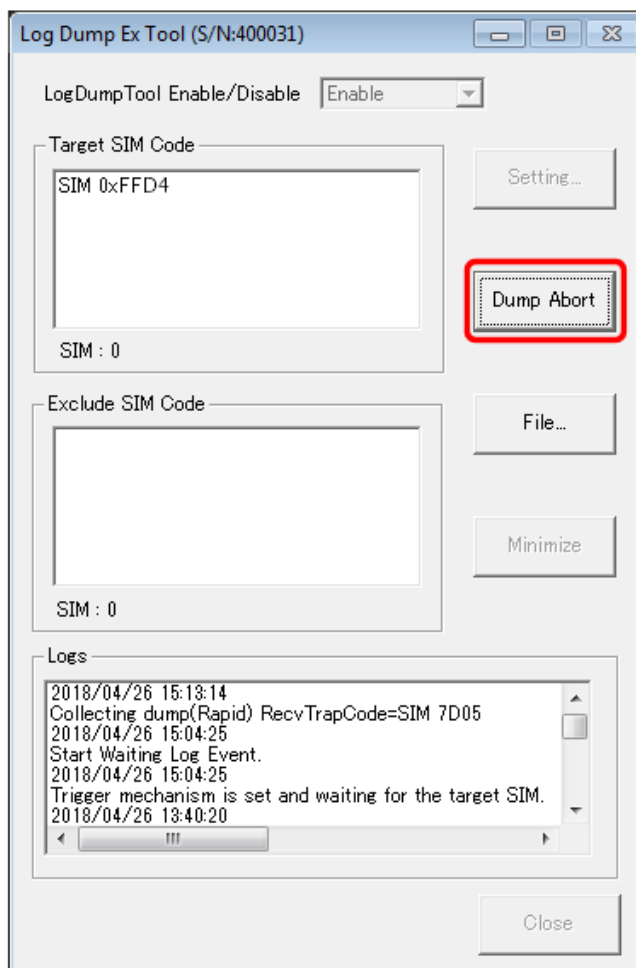 Log Dump Ex Tool (S/N:400031)
LogDumpTool Enable/Disable Enable
Target SIM Code
SIM 0xFFD4
SIM : 0
Setting...
Dump Abort
Exclude SIM Code
SIM : 0
File...
Minimize
Logs
2018/04/26 15:13:14
Collecting dump(Rapid) RecvTrapCode=SIM 7D05
2018/04/26 15:04:25
Start Waiting Log Event.
2018/04/26 15:04:25
Trigger mechanism is set and waiting for the target SIM.
2018/04/26 13:40:20
Close